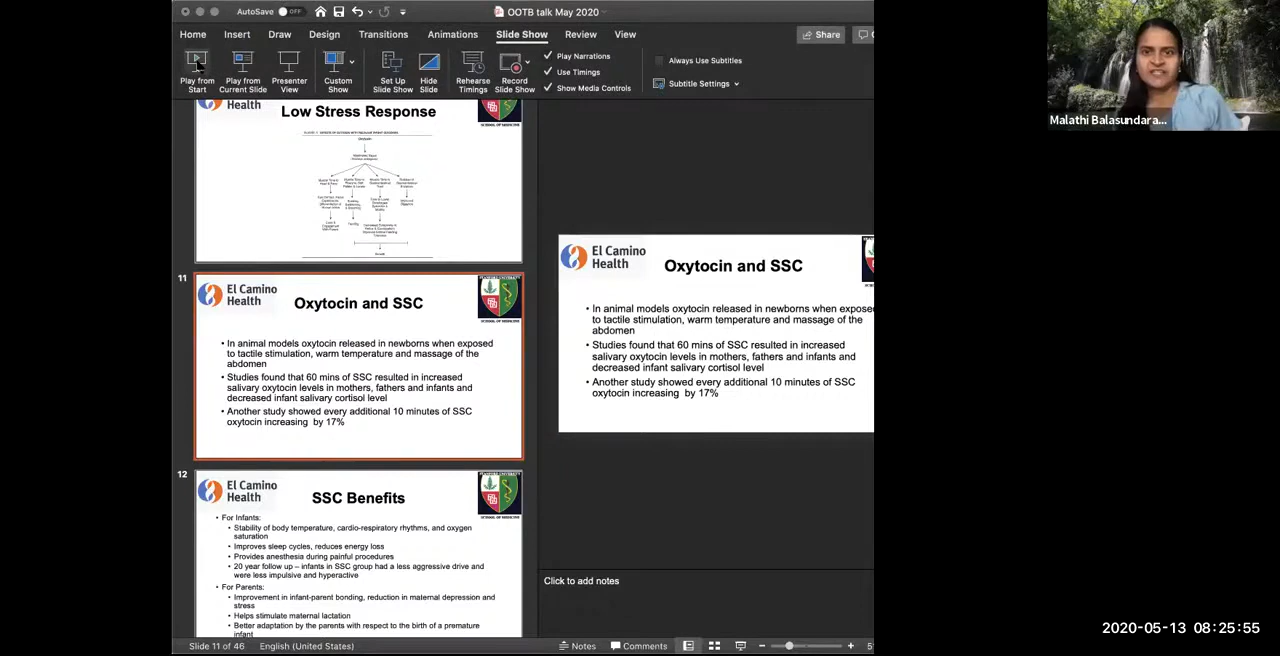 AutoSave OFF
OOTB talk May 2020
Home Insert Draw Design Transitions Animations Slide Show Review View
Share
Play from Start
Play from Current Slide
Presenter View
Custom Show
Set Up Slide Show
Hide Slide
Rehearse Timings
Record Slide Show
Play Narrations
Use Timings
Show Media Controls
Always Use Subtitles
Subtitle Settings
Malathi Balasundara...
Health
Low Stress Response
SCHOOL OF MEDICINE
11
El Camino
Health
Oxytocin and SSC
SCHOOL OF MEDICINE
• In animal models oxytocin released in newborns when exposed
to tactile stimulation, warm temperature and massage of the
abdomen
• Studies found that 60 mins of SSC resulted in increased
salivary oxytocin levels in mothers, fathers and infants and
decreased infant salivary cortisol level
• Another study showed every additional 10 minutes of SSC
oxytocin increasing by 17%
12
El Camino
Health
SSC Benefits
SCHOOL OF MEDICINE
• For Infants:
• Stability of body temperature, cardio-respiratory rhythms, and oxygen
saturation
• Improves sleep cycles, reduces energy loss
• Provides anesthesia during painful procedures
• 20 year follow up – infants in SSC group had a less aggressive drive and
were less impulsive and hyperactive
• For Parents:
• Improvement in infant-parent bonding, reduction in maternal depression and
stress
• Helps stimulate maternal lactation
• Better adaptation by the parents with respect to the birth of a premature
infant
El Camino
Health
Oxytocin and SSC
• In animal models oxytocin released in newborns when exposed
to tactile stimulation, warm temperature and massage of the
abdomen
• Studies found that 60 mins of SSC resulted in increased
salivary oxytocin levels in mothers, fathers and infants and
decreased infant salivary cortisol level
• Another study showed every additional 10 minutes of SSC
oxytocin increasing by 17%
Click to add notes
Slide 11 of 46 English (United States)
Notes Comments
2020-05-13 08:25:55